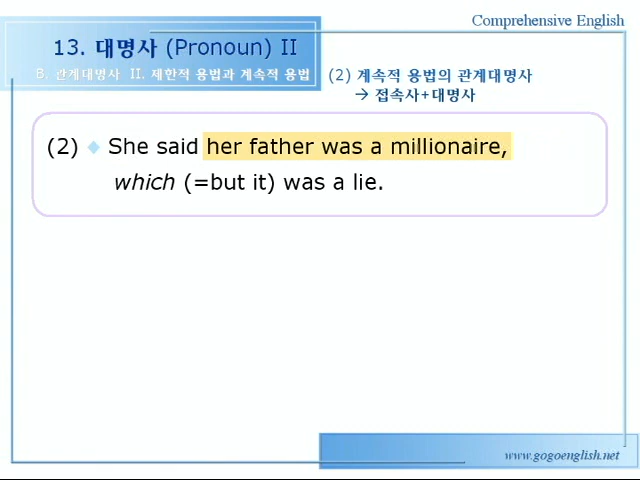 Comprehensive English
13. 대명사 (Pronoun) II
B. 관계대명사 II. 제한적 용법과 계속적 용법
(2) 계속적 용법의 관계대명사
→ 접속사+대명사
(2) ◆ She said her father was a millionaire,
which (=but it) was a lie.
www.gogoenglish.net